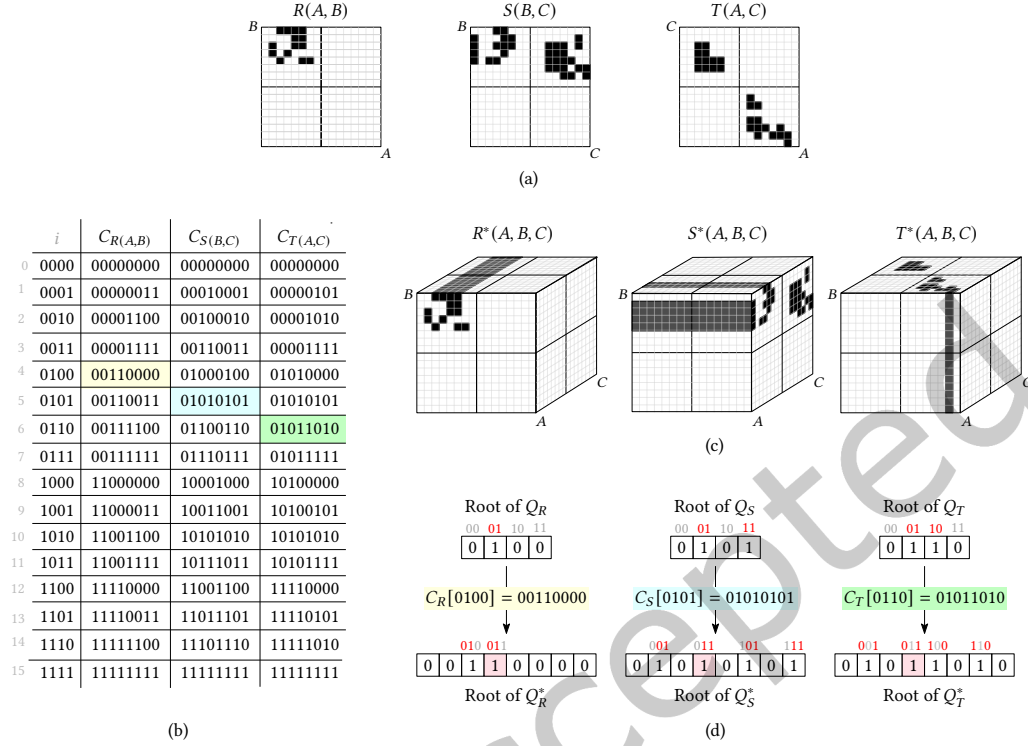 R(A, B) S(B, C) T(A, C)
B B C
A C A
(a)
i C_R(A,B) C_S(B,C) C_T(A,C)
0 0000 00000000 00000000 00000000
1 0001 00000011 00010001 00000101
2 0010 00001100 00100010 00001010
3 0011 00001111 00110011 00001111
4 0100 00110000 01000100 01010000
5 0101 00110011 01010101 01010101
6 0110 00111100 01100110 01011010
7 0111 00111111 01110111 01011111
8 1000 11000000 10001000 10100000
9 1001 11000011 10011001 10100101
10 1010 11001100 10101010 10101010
11 1011 11001111 10111011 10101111
12 1100 11110000 11001100 11110000
13 1101 11110011 11011101 11110101
14 1110 11111100 11101110 11111010
15 1111 11111111 11111111 11111111
(b)
R*(A, B, C) S*(A, B, C) T*(A, B, C)
B B B
C C C
A A A
(c)
Root of Q_R Root of Q_S Root of Q_T
00 01 10 11 00 01 10 11 00 01 10 11
0 1 0 0 0 1 0 1 0 1 1 0
C_R[0100] = 00110000 C_S[0101] = 01010101 C_T[0110] = 01011010
010 011 001 011 101 111 001 011 100 110
0 0 1 1 0 0 0 0 0 1 0 1 0 1 0 1 0 1 0 1 1 0 1 0
Root of Q*_R Root of Q*_S Root of Q*_T
(d)
ccepted